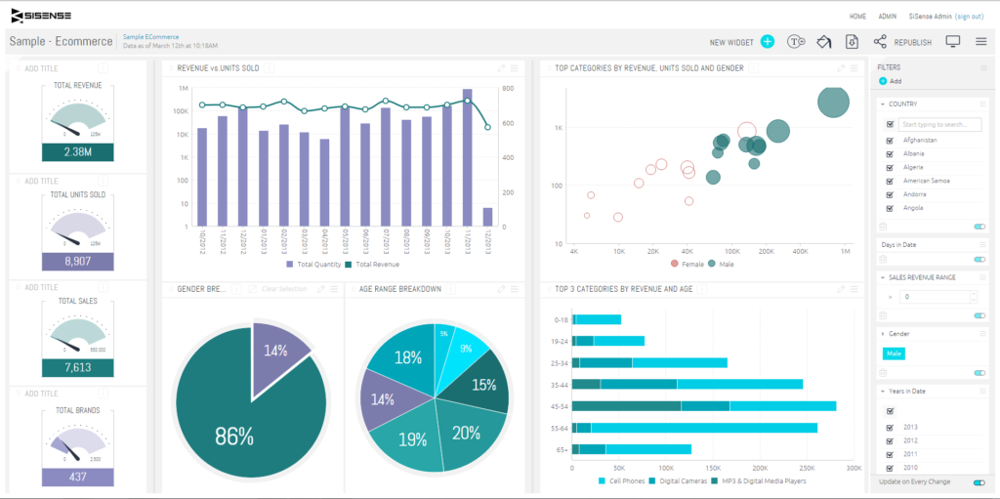 SISENSE
HOME ADMIN SiSense Admin (sign out)
Sample - Ecommerce
Sample ECommerce
Data as of March 12th at 10:18AM
NEW WIDGET
REPUBLISH
ADD TITLE
TOTAL REVENUE
0 125M
2.38M
ADD TITLE
TOTAL UNITS SOLD
0 125M
8,907
ADD TITLE
TOTAL SALES
0
7,613
ADD TITLE
TOTAL BRANDS
0 2,500
437
REVENUE vs.UNITS SOLD
1M
100K
10K
1K
100
10
1
800
600
400
200
0
10/2012
11/2012
12/2012
01/2013
02/2013
03/2013
04/2013
05/2013
06/2013
07/2013
08/2013
09/2013
10/2013
11/2013
12/2013
Total Quantity Total Revenue
GENDER BRE...
Clear Selection
14%
86%
AGE RANGE BREAKDOWN
5%
9%
15%
20%
19%
14%
18%
TOP CATEGORIES BY REVENUE, UNITS SOLD AND GENDER
1K
100
10
4K 10K 20K 40K 100K 200K 400K 1M
Female Male
TOP 3 CATEGORIES BY REVENUE AND AGE
0-18
19-24
25-34
35-44
45-54
55-64
65+
0 50K 100K 150K 200K 250K 300K
Cell Phones Digital Cameras MP3 & Digital Media Players
FILTERS
Add
COUNTRY
Start typing to search...
Afghanistan
Albania
Algeria
American Samoa
Andorra
Angola
Days in Date
SALES REVENUE RANGE
> 0
Gender
Male
Years in Date
2013
2012
2011
2010
Update on Every Change